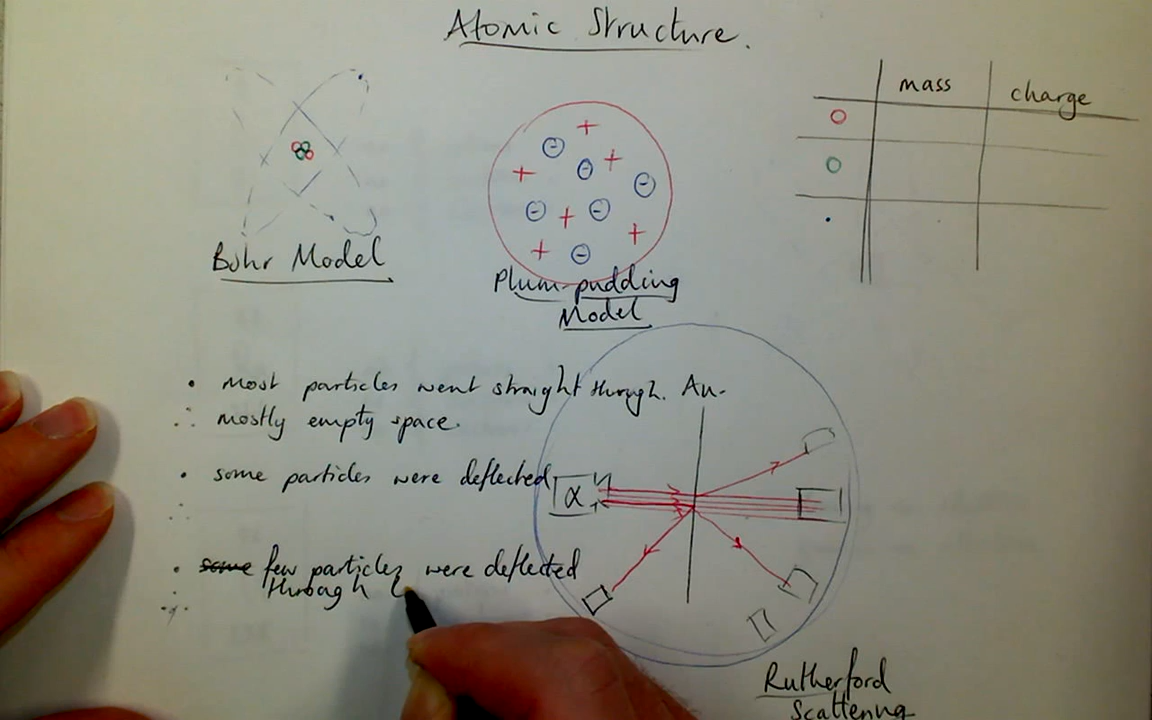 Atomic Structure.
mass charge
Bohr Model
+
- +
+ - -
- + -
+ - +
Plum-pudding
Model
• most particles went straight through. Au.
∴ mostly empty space.
• some particles were deflected
α
∴
• some few particles were deflected
through
∴
Rutherford
Scattering